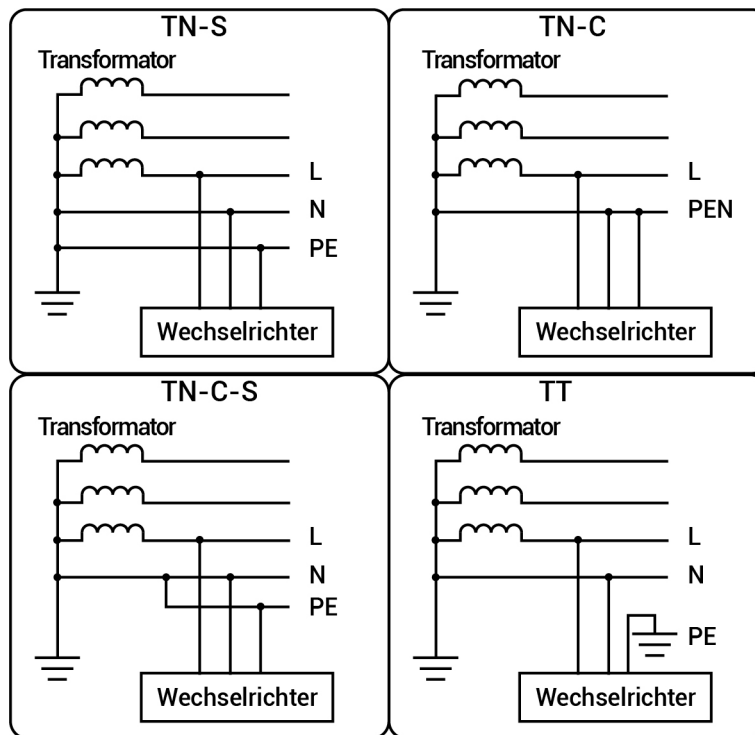 TN-S
Transformator
L
N
PE
Wechselrichter
TN-C
Transformator
L
PEN
Wechselrichter
TN-C-S
Transformator
L
N
PE
Wechselrichter
TT
Transformator
L
N
PE
Wechselrichter